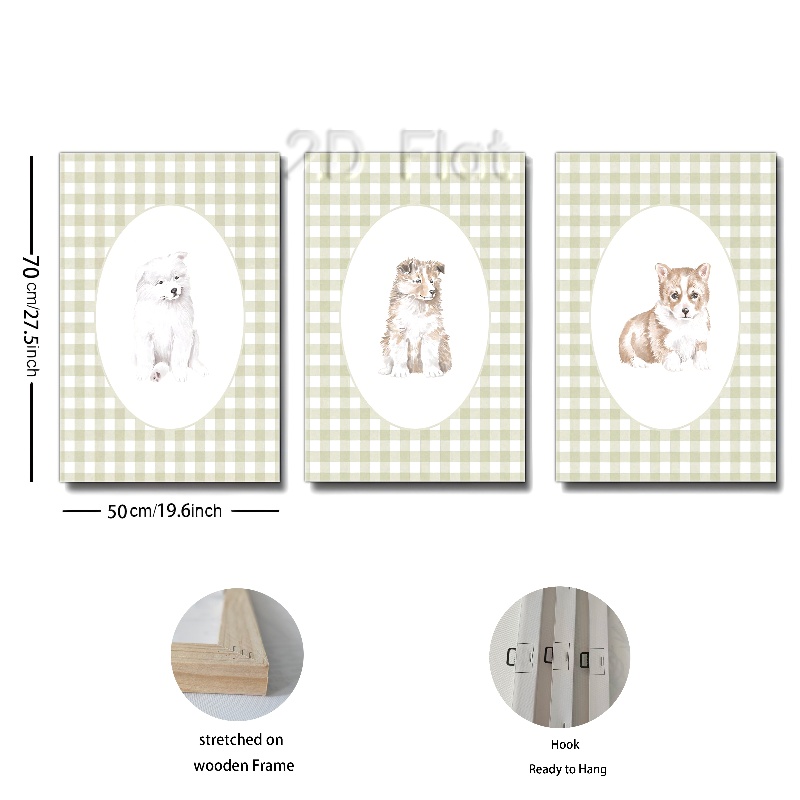 2D Flat
70 cm/27.5inch
50cm/19.6inch
stretched on
wooden Frame
Hook
Ready to Hang